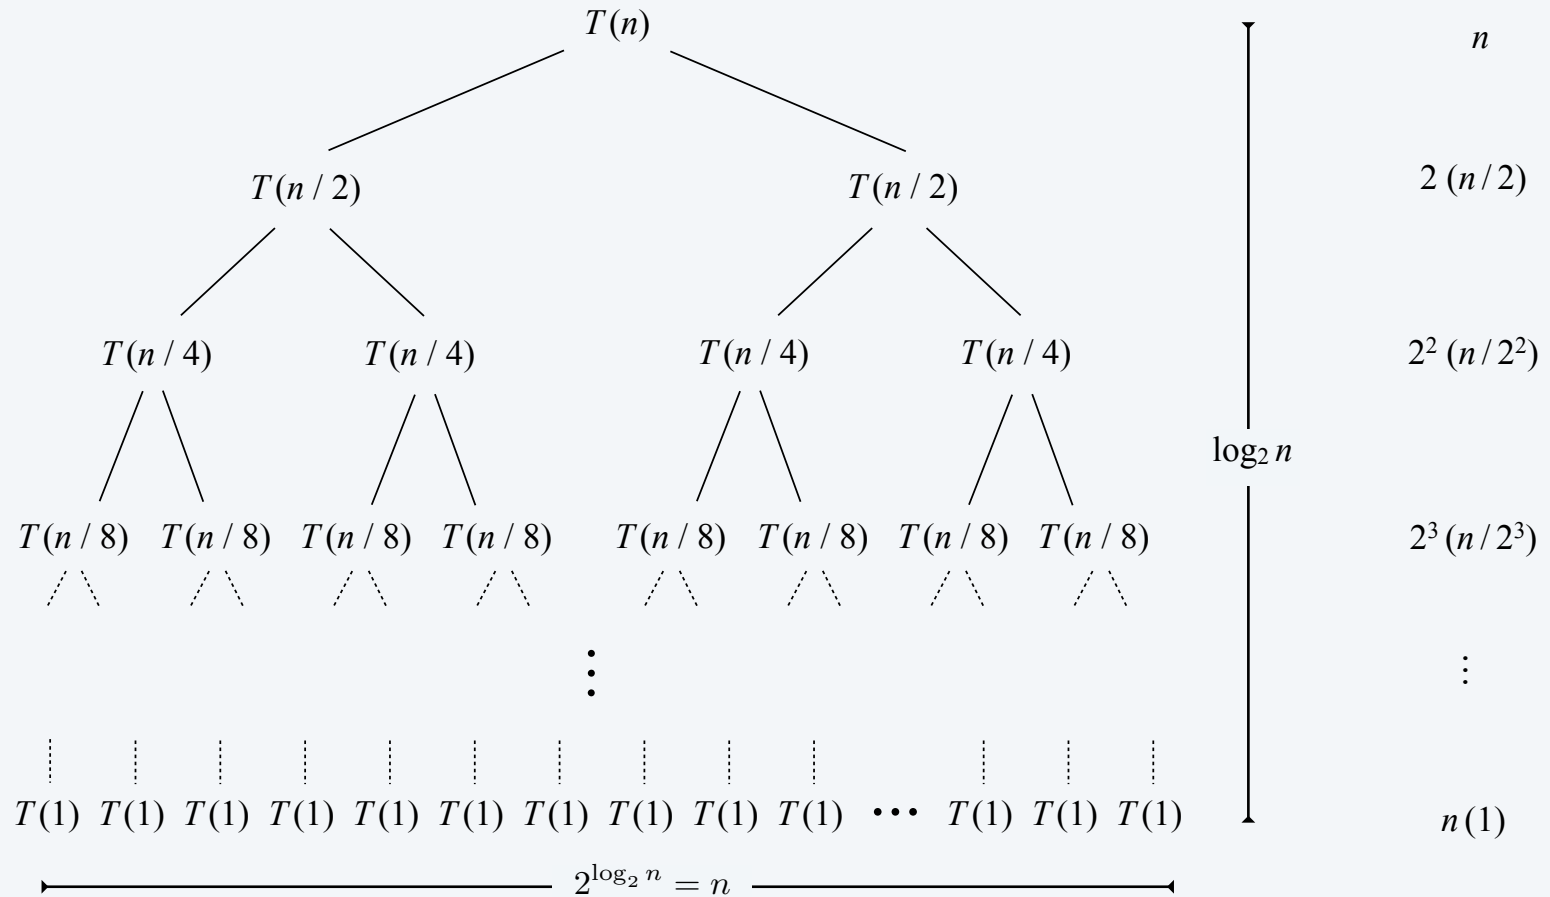 T(n) n
T(n / 2) T(n / 2) 2 (n / 2)
T(n / 4) T(n / 4) T(n / 4) T(n / 4) 2² (n / 2²)
log₂ n
T(n / 8) T(n / 8) T(n / 8) T(n / 8) T(n / 8) T(n / 8) T(n / 8) T(n / 8) 2³ (n / 2³)
⋮ ⋮
T(1) T(1) T(1) T(1) T(1) T(1) T(1) T(1) T(1) T(1) ••• T(1) T(1) T(1) n (1)
2^{log₂ n} = n